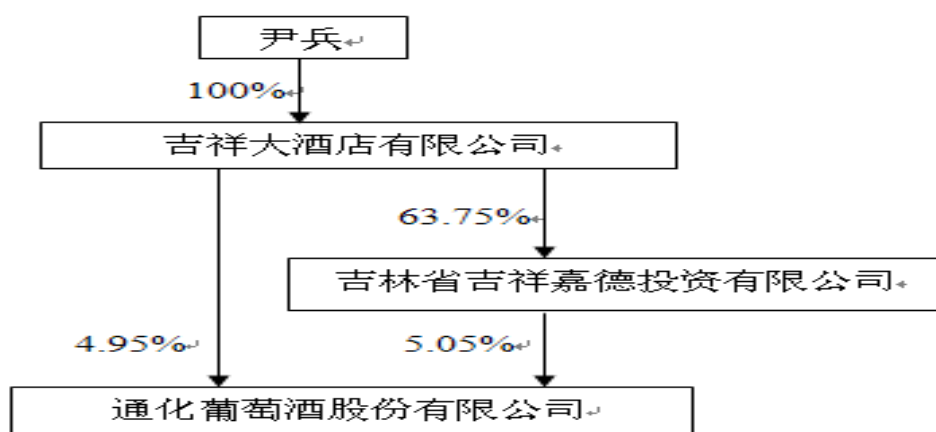 尹兵
100%
吉祥大酒店有限公司
63.75%
吉林省吉祥嘉德投资有限公司
4.95% 5.05%
通化葡萄酒股份有限公司